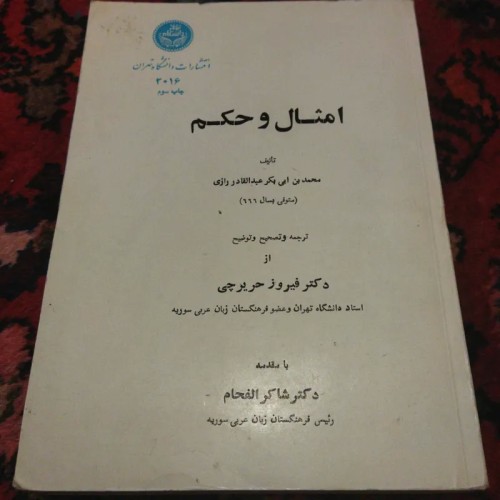 انتشارات دانشگاه تهران
۲۰۱۶
چاپ سوم
امثال و حکم
تألیف
محمد بن ابی بکر عبدالقادر رازی
(متوفی بسال ۶۶۶)
ترجمه و تصحیح و توضیح
از
دکتر فیروز حریرچی
استاد دانشگاه تهران و عضو فرهنگستان زبان عربی سوریه
با مقدمه
دکتر شاکر الفحام
رئیس فرهنگستان زبان عربی سوریه